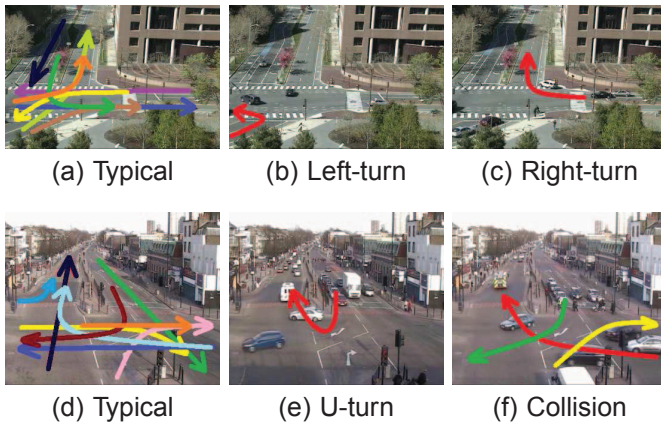 (a) Typical
(b) Left-turn
(c) Right-turn
(d) Typical
(e) U-turn
(f) Collision